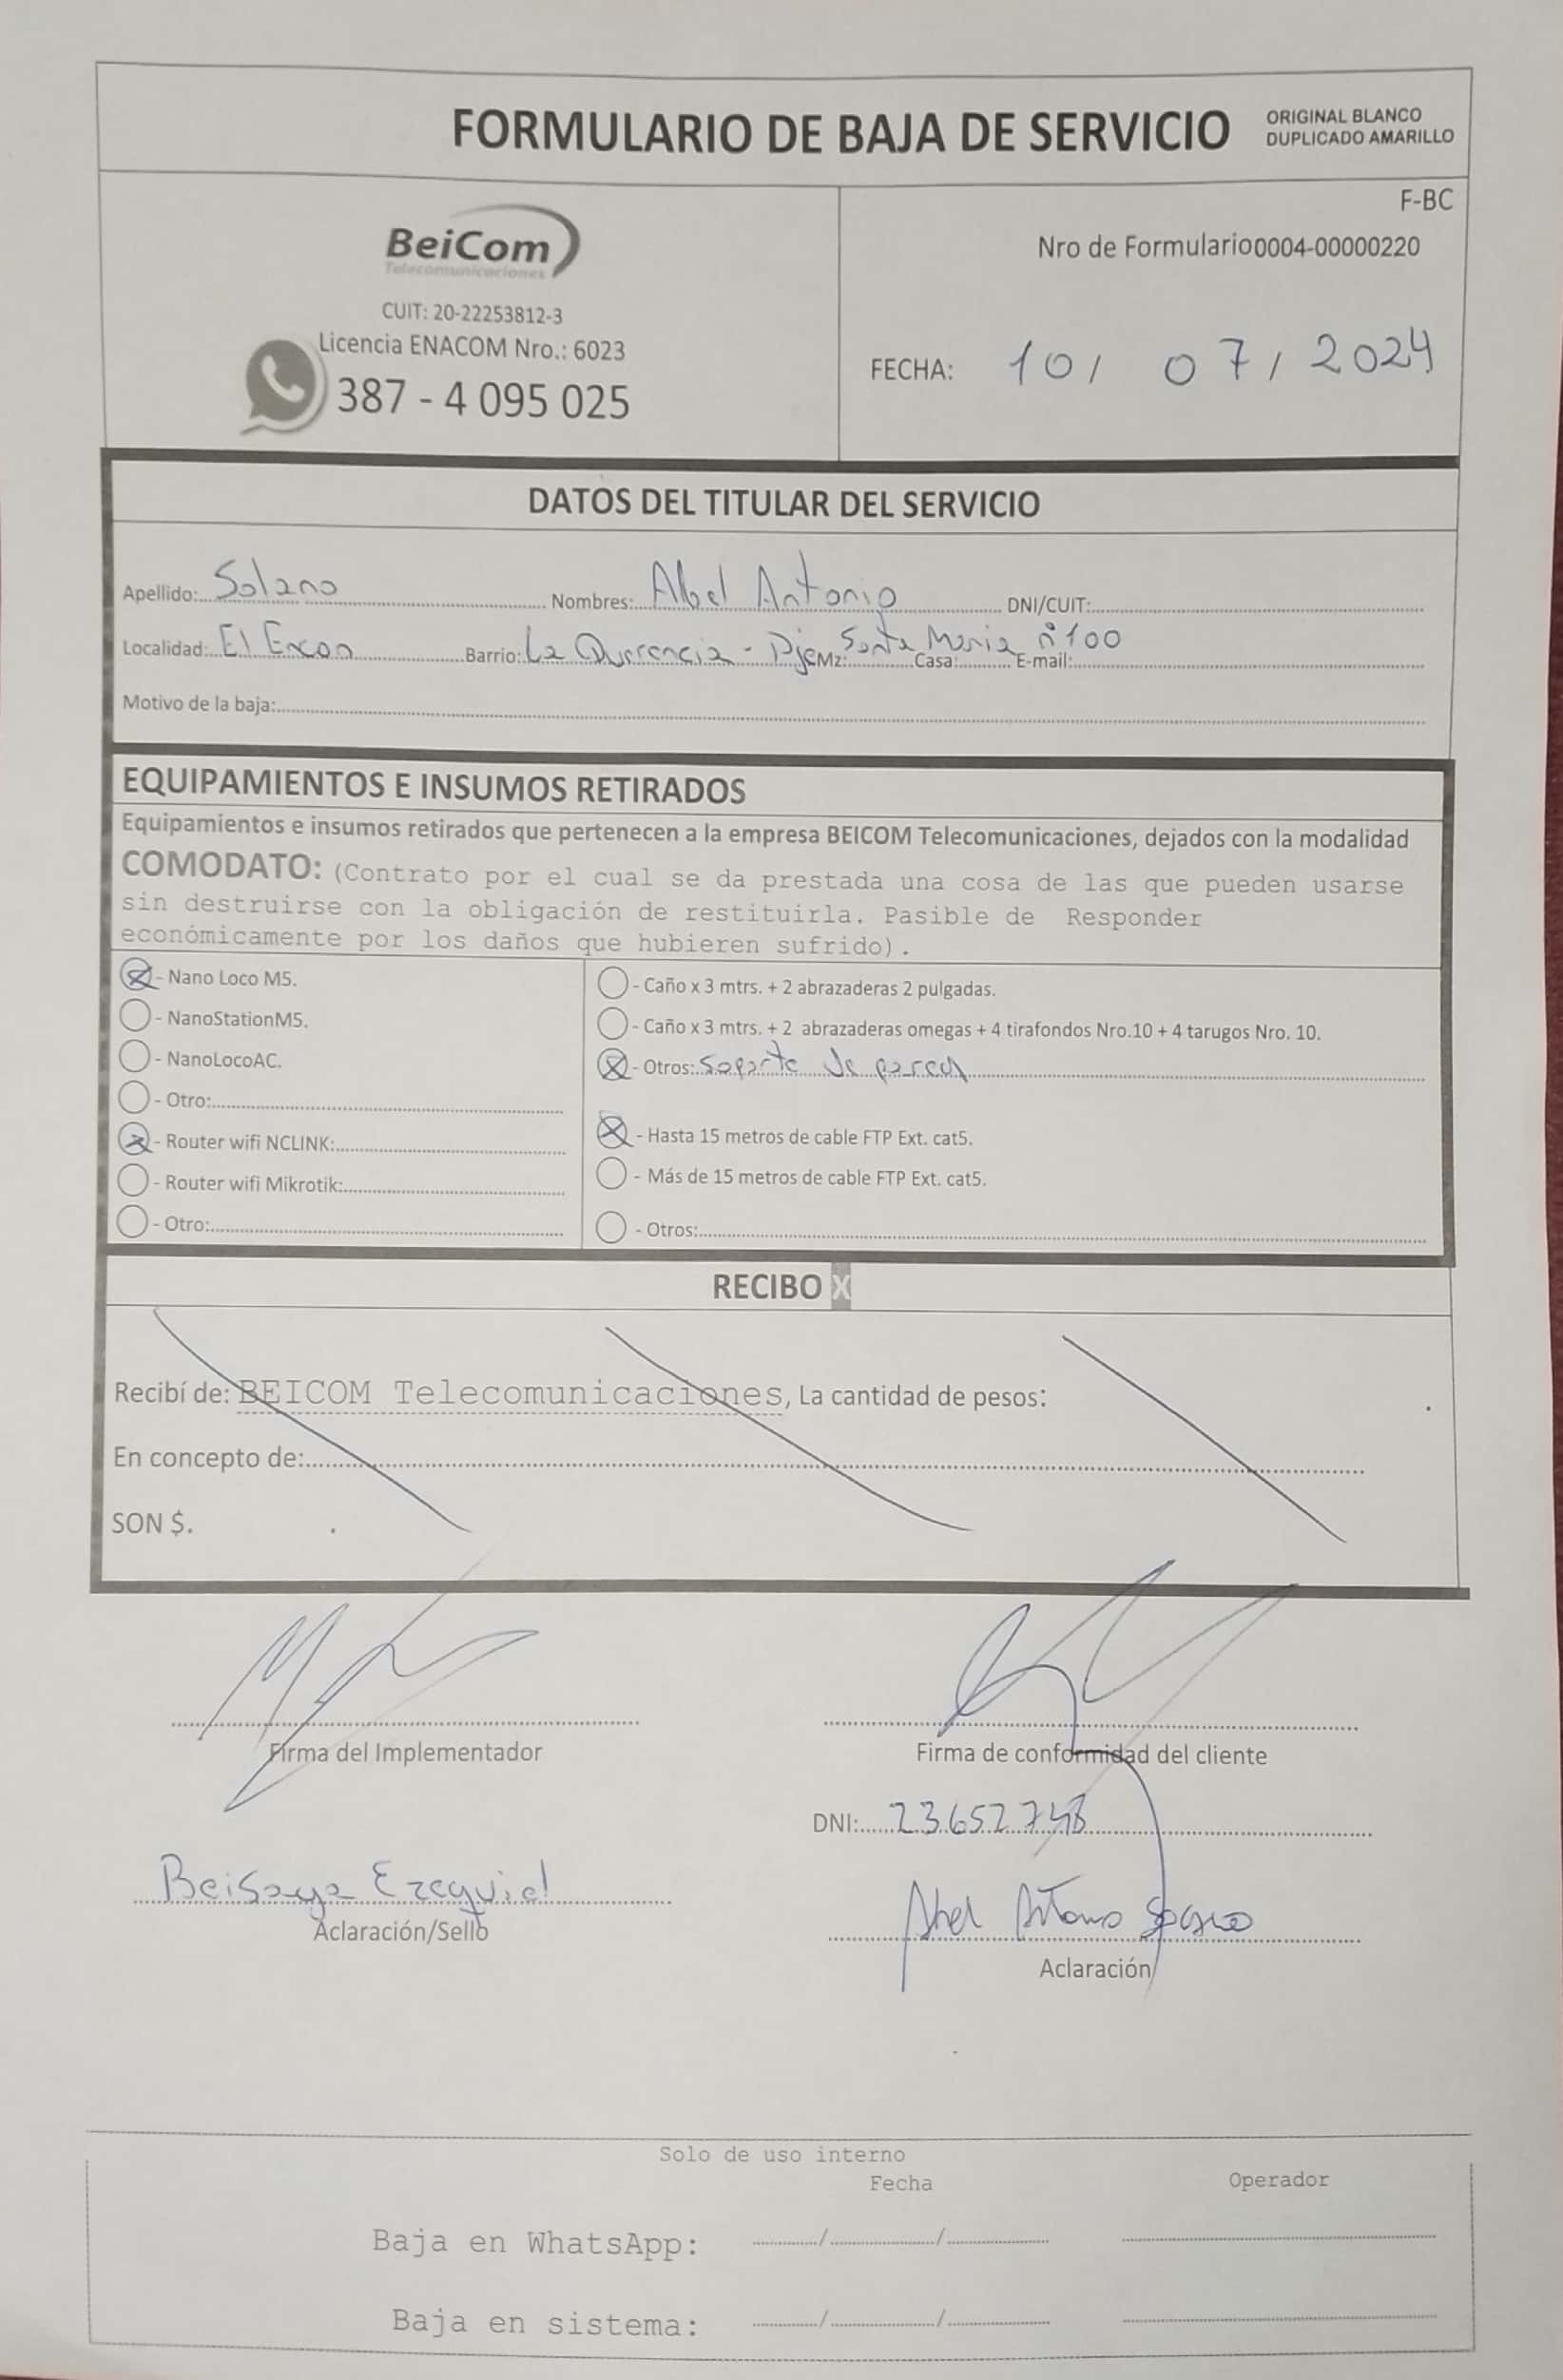 FORMULARIO DE BAJA DE SERVICIO
ORIGINAL BLANCO
DUPLICADO AMARILLO
BeiCom
Telecomunicaciones
CUIT: 20-22253812-3
Licencia ENACOM Nro.: 6023
387 - 4 095 025
F-BC
Nro de Formulario0004-00000220
FECHA: 10/ 07/ 2024
DATOS DEL TITULAR DEL SERVICIO
Apellido: Solano Nombres: Abel Antonio DNI/CUIT:
Localidad: El Encon Barrio: La Querencia - Pje Santa Maria n°100 Mz: Casa: E-mail:
Motivo de la baja:
EQUIPAMIENTOS E INSUMOS RETIRADOS
Equipamientos e insumos retirados que pertenecen a la empresa BEICOM Telecomunicaciones, dejados con la modalidad
COMODATO: (Contrato por el cual se da prestada una cosa de las que pueden usarse
sin destruirse con la obligación de restituirla. Pasible de Responder
económicamente por los daños que hubieren sufrido).
X - Nano Loco M5.
- NanoStationM5.
- NanoLocoAC.
- Otro:
X - Router wifi NCLINK:
- Router wifi Mikrotik:
- Otro:
- Caño x 3 mtrs. + 2 abrazaderas 2 pulgadas.
- Caño x 3 mtrs. + 2 abrazaderas omegas + 4 tirafondos Nro.10 + 4 tarugos Nro. 10.
X - Otros: Soporte de pared
X - Hasta 15 metros de cable FTP Ext. cat5.
- Más de 15 metros de cable FTP Ext. cat5.
- Otros:
RECIBO X
Recibí de: BEICOM Telecomunicaciones, La cantidad de pesos:
En concepto de:
SON $.
Firma del Implementador
Firma de conformidad del cliente
DNI: 23652748
Beisaga Ezequiel
Aclaración/Sello
Abel Antonio Solano
Aclaración
Solo de uso interno
Fecha
Operador
Baja en WhatsApp: / /
Baja en sistema: / /